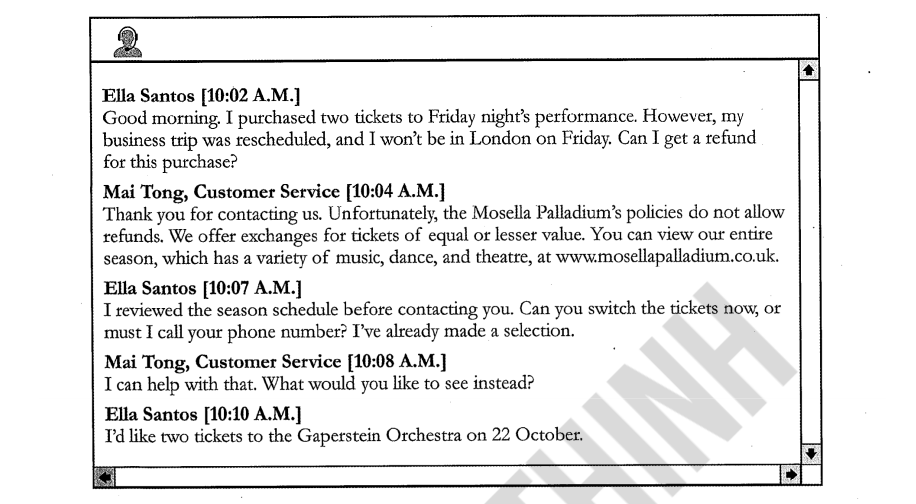 Ella Santos [10:02 A.M.]
Good morning. I purchased two tickets to Friday night's performance. However, my
business trip was rescheduled, and I won't be in London on Friday. Can I get a refund
for this purchase?
Mai Tong, Customer Service [10:04 A.M.]
Thank you for contacting us. Unfortunately, the Mosella Palladium's policies do not allow
refunds. We offer exchanges for tickets of equal or lesser value. You can view our entire
season, which has a variety of music, dance, and theatre, at www.mosellapalladium.co.uk.
Ella Santos [10:07 A.M.]
I reviewed the season schedule before contacting you. Can you switch the tickets now, or
must I call your phone number? I've already made a selection.
Mai Tong, Customer Service [10:08 A.M.]
I can help with that. What would you like to see instead?
Ella Santos [10:10 A.M.]
I'd like two tickets to the Gaperstein Orchestra on 22 October.
THINH